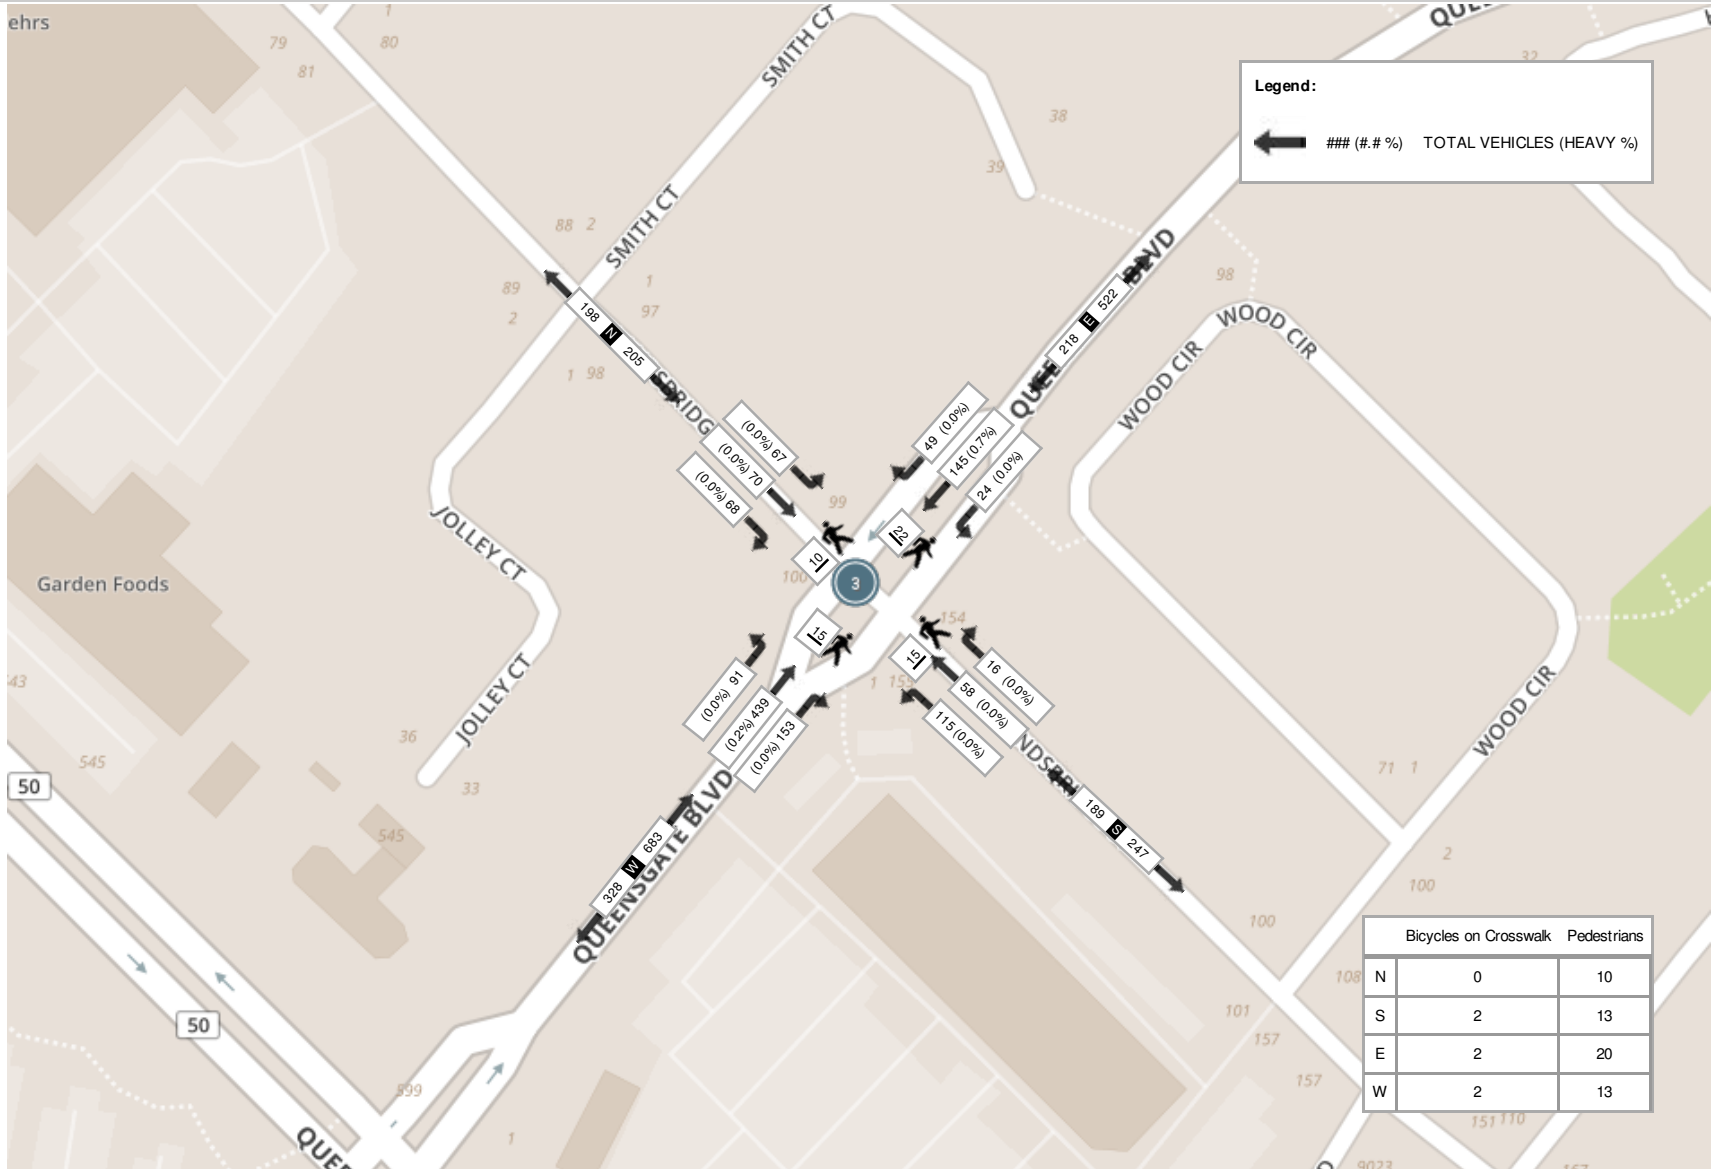 ehrs
1
79
80
81
SMITH CT
QUE
32
Legend:
### (#.# %) TOTAL VEHICLES (HEAVY %)
38
39
88 2
SMITH CT
89
2
1
97
1 98
98
BLVD
QUEE
WOOD CIR
WOOD CIR
WOOD CIR
198 N 205
SBRIDG
218 E 522
(0.0%) 67
(0.0%) 70
(0.0%) 68
49 (0.0%)
145 (0.7%)
24 (0.0%)
99
22
10
100
3
15
154
15
1 155
JOLLEY CT
JOLLEY CT
Garden Foods
43
(0.0%) 91
(0.2%) 439
(0.0%) 153
16 (0.0%)
58 (0.0%)
115 (0.0%)
NDSBRI
189 S 247
328 W 683
QUEENSGATE BLVD
36
33
545
545
50
50
71 1
2
100
100
108
101
157
157
151 110
599
1
QUEE
9023
167
Bicycles on Crosswalk Pedestrians
N 0 10
S 2 13
E 2 20
W 2 13